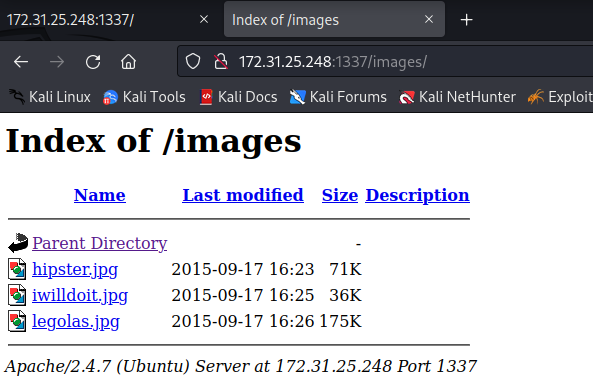 172.31.25.248:1337/ Index of /images
172.31.25.248:1337/images/
Kali Linux Kali Tools Kali Docs Kali Forums Kali NetHunter Exploit
Index of /images
Name Last modified Size Description
Parent Directory -
hipster.jpg 2015-09-17 16:23 71K
iwilldoit.jpg 2015-09-17 16:25 36K
legolas.jpg 2015-09-17 16:26 175K
Apache/2.4.7 (Ubuntu) Server at 172.31.25.248 Port 1337